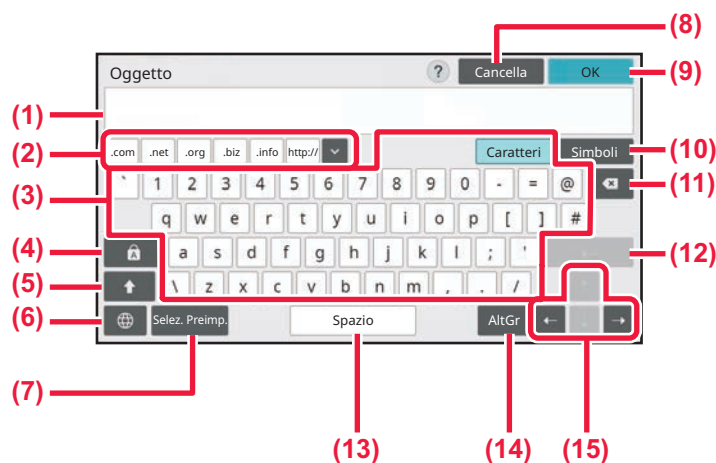 (8)
Oggetto ? Cancella OK (9)
(1)
(2) .com .net .org .biz .info http:// Caratteri Simboli (10)
(3) ` 1 2 3 4 5 6 7 8 9 0 - = @ (11)
q w e r t y u i o p [ ] #
(4) A a s d f g h j k l ; ' (12)
(5) \ z x c v b n m , . /
(6) Selez. Preimp. Spazio AltGr ← → 
(7) (13) (14) (15)